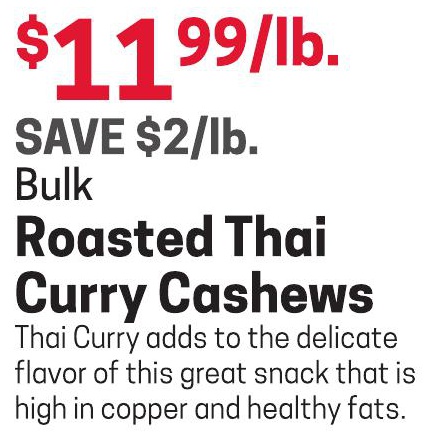 $11 99/lb.
SAVE $2/lb.
Bulk
Roasted Thai
Curry Cashews
Thai Curry adds to the delicate
flavor of this great snack that is
high in copper and healthy fats.